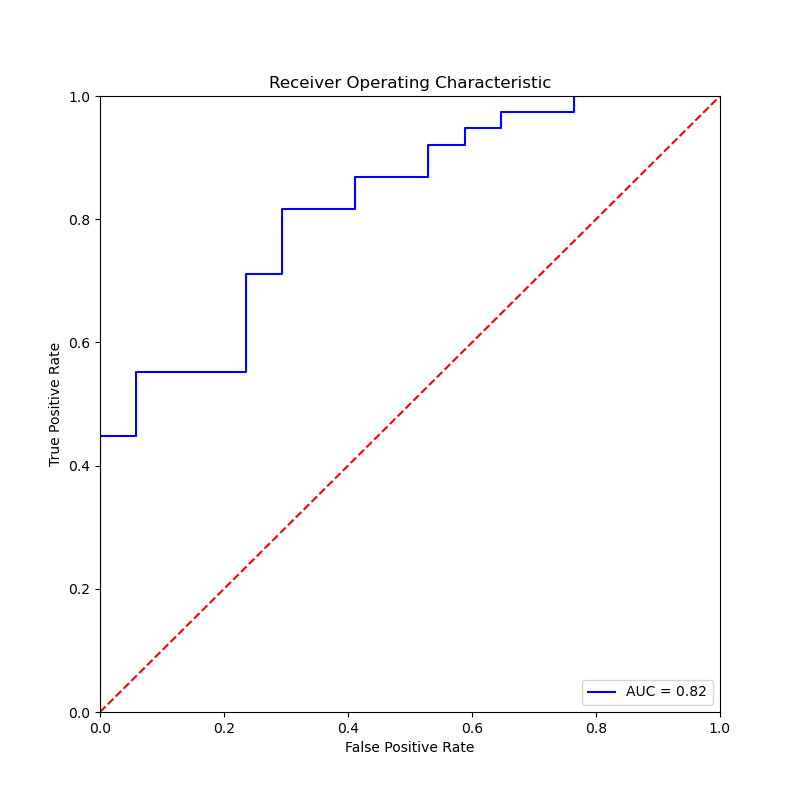 Receiver Operating Characteristic
1.0
0.8
0.6
0.4
0.2
0.0
True Positive Rate
AUC = 0.82
0.0 0.2 0.4 0.6 0.8 1.0
False Positive Rate